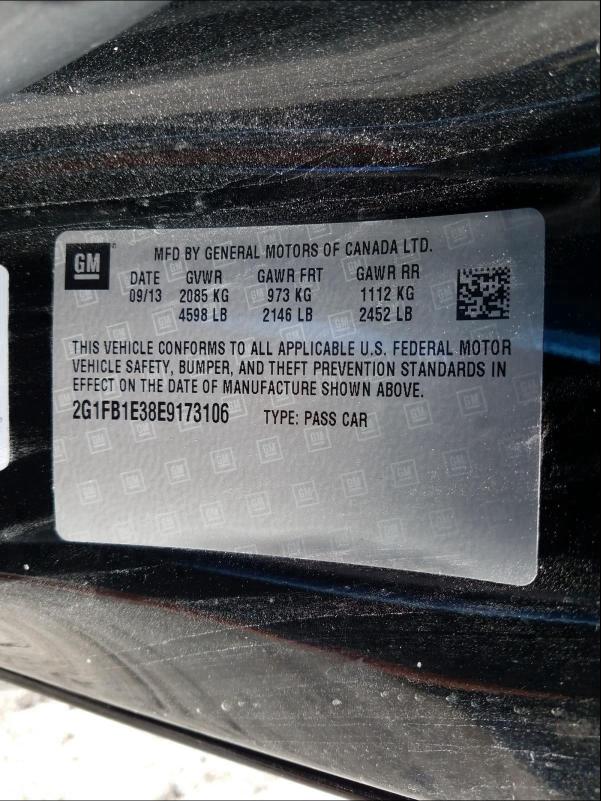 GM MFD BY GENERAL MOTORS OF CANADA LTD.
DATE GVWR GAWR FRT GAWR RR
09/13 2085 KG 973 KG 1112 KG
4598 LB 2146 LB 2452 LB
THIS VEHICLE CONFORMS TO ALL APPLICABLE U.S. FEDERAL MOTOR
VEHICLE SAFETY, BUMPER, AND THEFT PREVENTION STANDARDS IN
EFFECT ON THE DATE OF MANUFACTURE SHOWN ABOVE.
2G1FB1E38E9173106 TYPE: PASS CAR